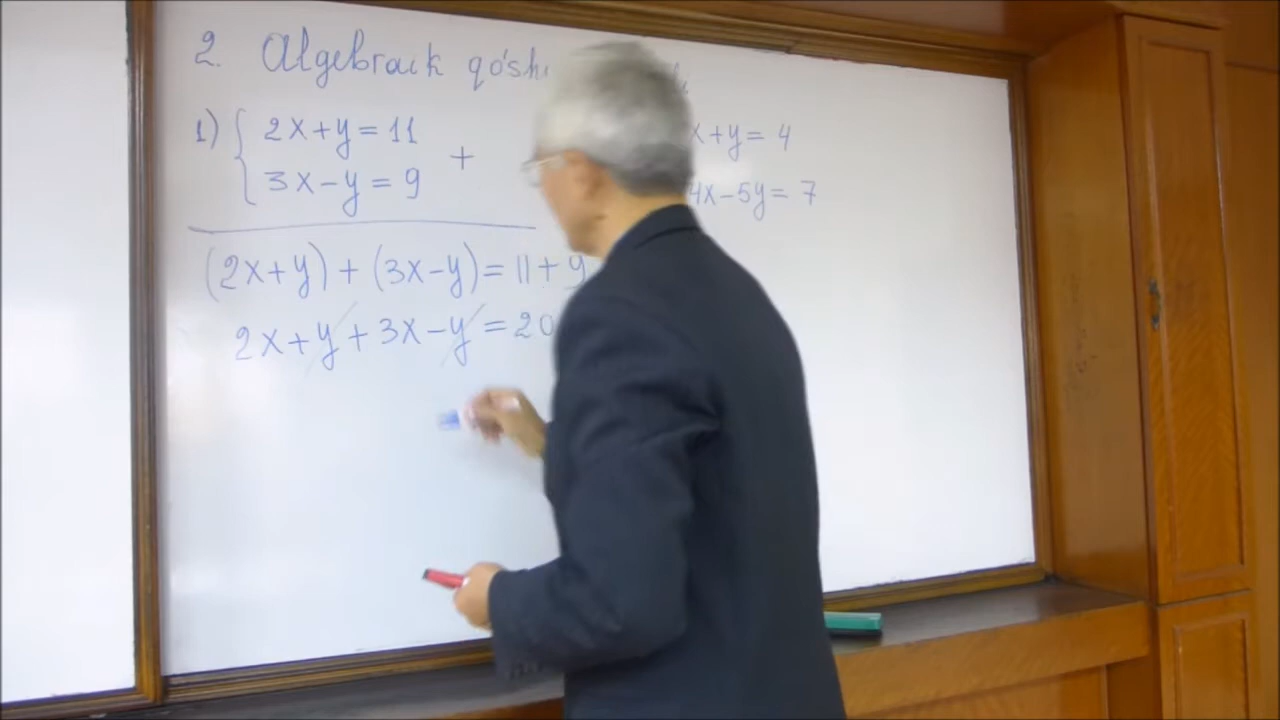 2. Algebraik
1) { 2x+y=11
3x-y=9 +
(2x+y)+(3x-y)=11+9
2x+y+3x-y=20
x+y=4
4x-5y=7